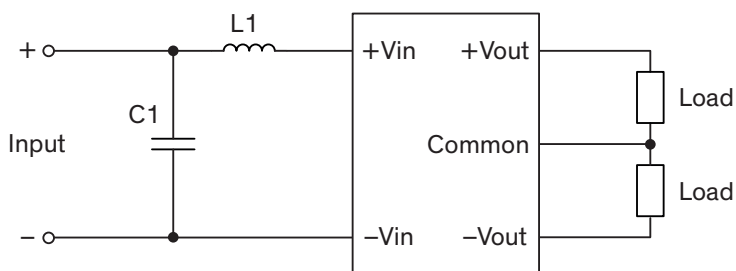 L1
+
+Vin
+Vout
Load
C1
Input
Common
Load
–
–Vin
–Vout